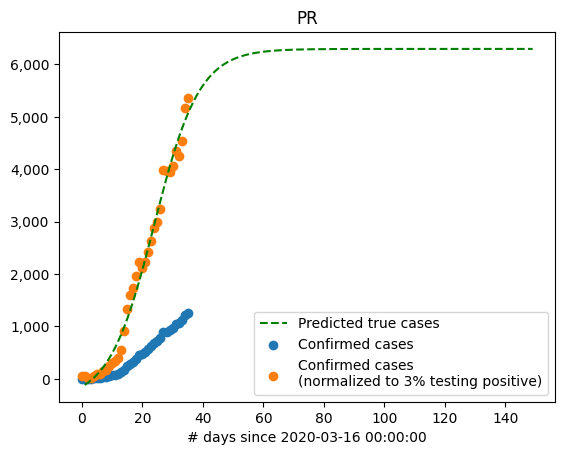 PR
6,000
5,000
4,000
3,000
2,000
1,000
0
0 20 40 60 80 100 120 140
# days since 2020-03-16 00:00:00
Predicted true cases
Confirmed cases
Confirmed cases
(normalized to 3% testing positive)